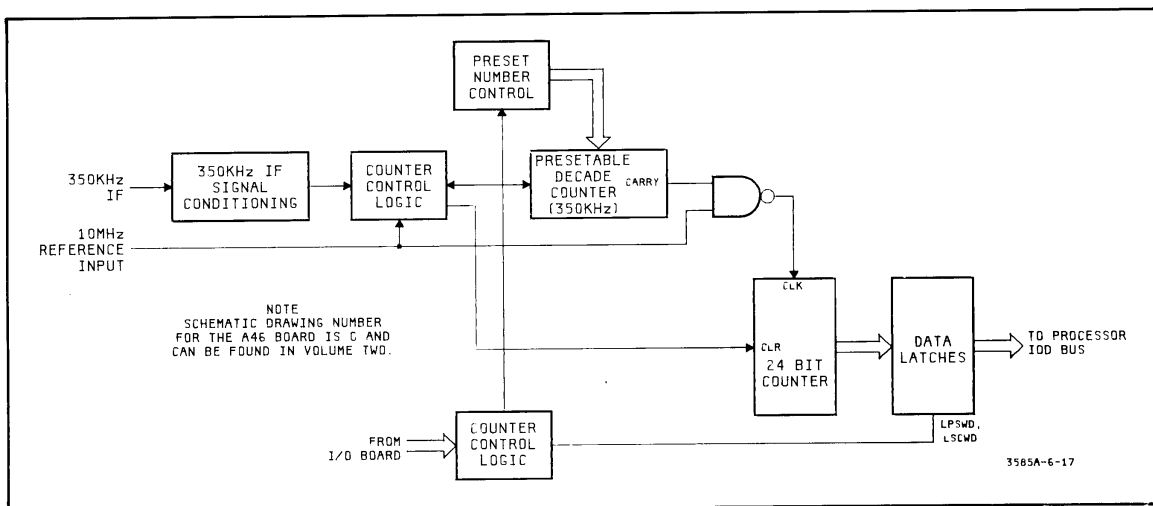 PRESET
NUMBER
CONTROL
350KHz
IF
350KHz IF
SIGNAL
CONDITIONING
COUNTER
CONTROL
LOGIC
PRESETABLE
DECADE
COUNTER
(350KHz)
CARRY
10MHz
REFERENCE
INPUT
NOTE
SCHEMATIC DRAWING NUMBER
FOR THE A46 BOARD IS C AND
CAN BE FOUND IN VOLUME TWO.
CLK
CLR
24 BIT
COUNTER
DATA
LATCHES
TO PROCESSOR
IOD BUS
FROM
I/O BOARD
COUNTER
CONTROL
LOGIC
LPSWD,
LSCWD
3585A-6-17